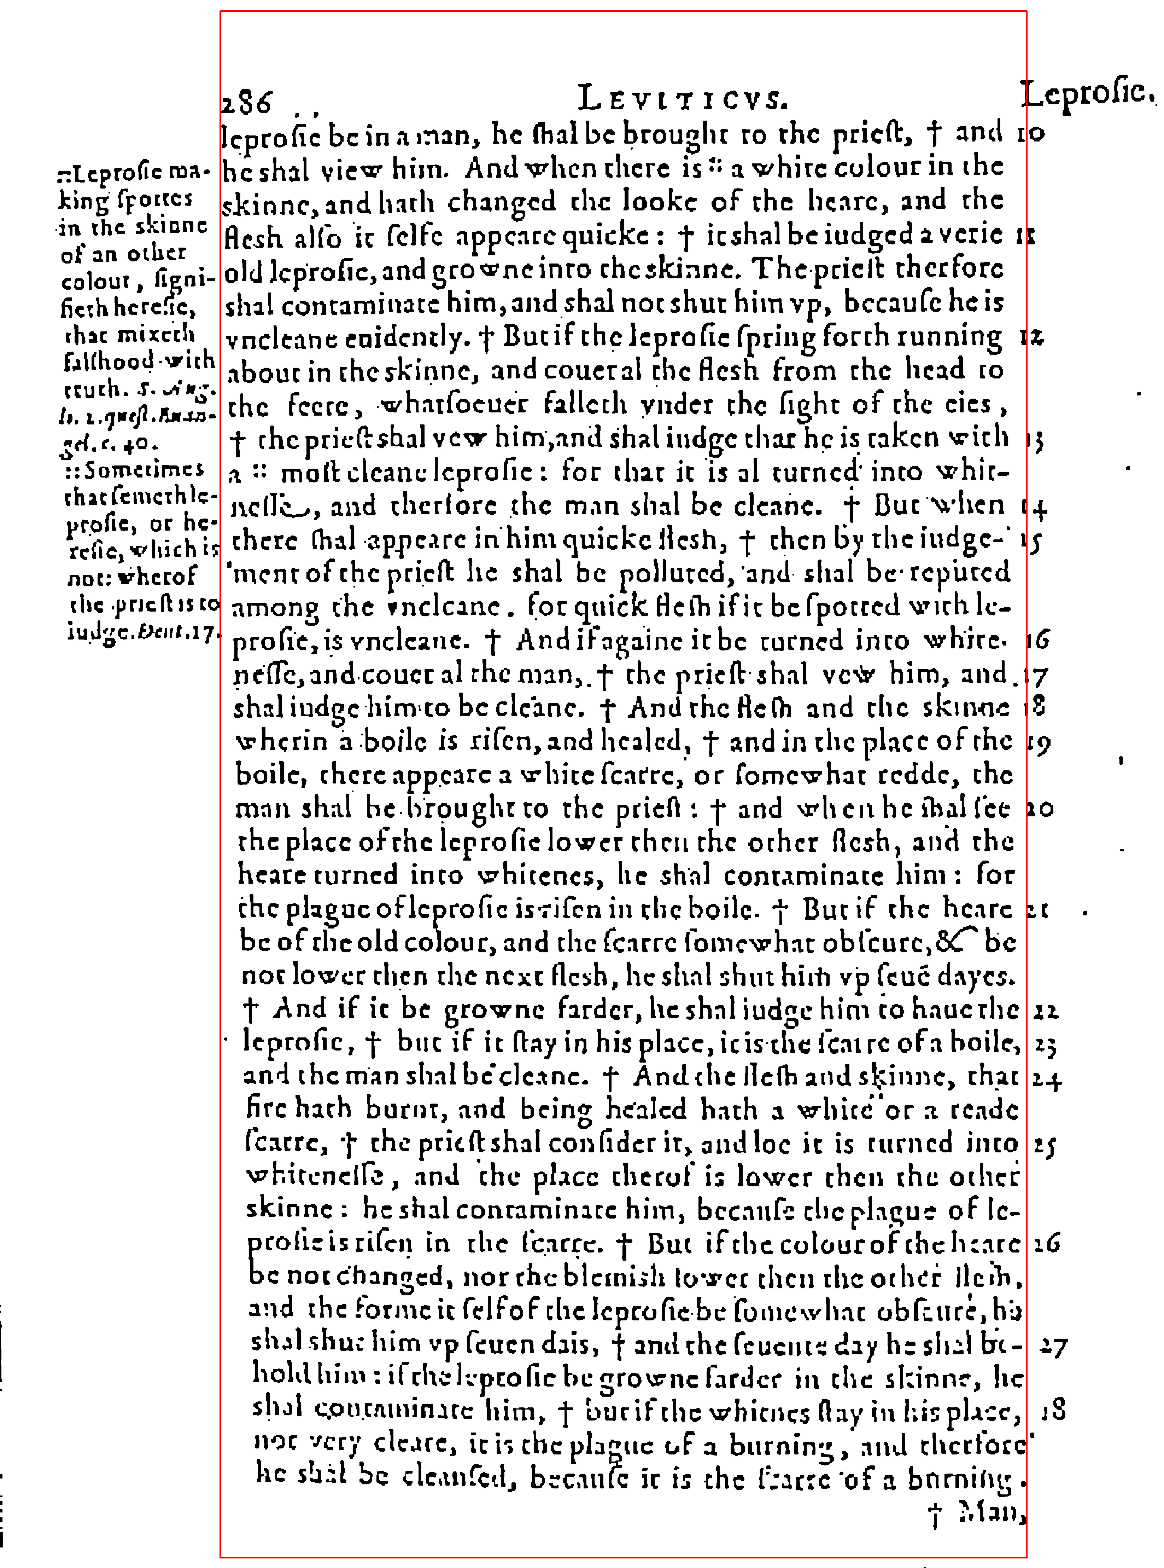 286 LEVITICVS. Leprosie.
leprosie be in a man, he shal be brought to the priest, † and 10
he shal view him. And when there is :: a white colour in the
skinne, and hath changed the looke of the heare, and the
flesh also it selfe appeare quicke : † it shal be iudged a verie 11
old leprosie, and growne into the skinne. The priest therfore
shal contaminate him, and shal not shut him vp, because he is
vncleane euidently. † But if the leprosie spring forth running 12
about in the skinne, and couer al the flesh from the head to
the feete, whatsoeuer falleth vnder the sight of the eies,
† the priest shal vew him, and shal iudge that he is taken with 13
a :: most cleane leprosie : for that it is al turned into whit-
nesse, and therfore the man shal be cleane. † But when 14
there shal appeare in him quicke flesh, † then by the iudge- 15
ment of the priest he shal be polluted, and shal be reputed
among the vncleane. for quick flesh if it be spotted with le-
prosie, is vncleane. † And if againe it be turned into white- 16
nesse, and couer al the man, † the priest shal vew him, and 17
shal iudge him to be cleane. † And the flesh and the skinne 18
wherin a boile is risen, and healed, † and in the place of the 19
boile, there appeare a white scarre, or somewhat redde, the
man shal be brought to the priest : † and when he shal see 20
the place of the leprosie lower then the other flesh, and the
heare turned into whitenes, he shal contaminate him : for
the plague of leprosie is risen in the boile. † But if the heare 21
be of the old colour, and the scarre somewhat obscure, & be
not lower then the next flesh, he shal shut him vp seuē dayes.
† And if it be growne farder, he shal iudge him to haue the 22
leprosie, † but if it stay in his place, it is the scarre of a boile, 23
and the man shal be cleane. † And the flesh and skinne, that 24
fire hath burnt, and being healed hath a white or a reade
scarre, † the priest shal consider it, and loe it is turned into 25
whitenesse, and the place therof is lower then the other
skinne : he shal contaminate him, because the plague of le-
prosie is risen in the scarre. † But if the colour of the heare 26
be not changed, nor the blemish lower then the other flesh,
and the forme it self of the leprosie be somewhat obscure, he
shal shut him vp seuen dais, † and the seuente day he shal be- 27
hold him : if the leprosie be growne farder in the skinne, he
shal contaminate him, † but if the whitnes stay in his place, 28
not very cleare, it is the plague of a burning, and therfore
he shal be cleansed, because it is the scarre of a burning.
† Man,
:: Leprosie ma-
king spottes
in the skinne
of an other
colour, signi-
fieth heresie,
that mixeth
falshood with
truth. S. Aug.
li. 2. quest. Euan-
gel. c. 40.
:: Sometimes
that semeth le-
prosie, or he-
resie, which is
not: wherof
the priest is to
iudge. Deut. 17.